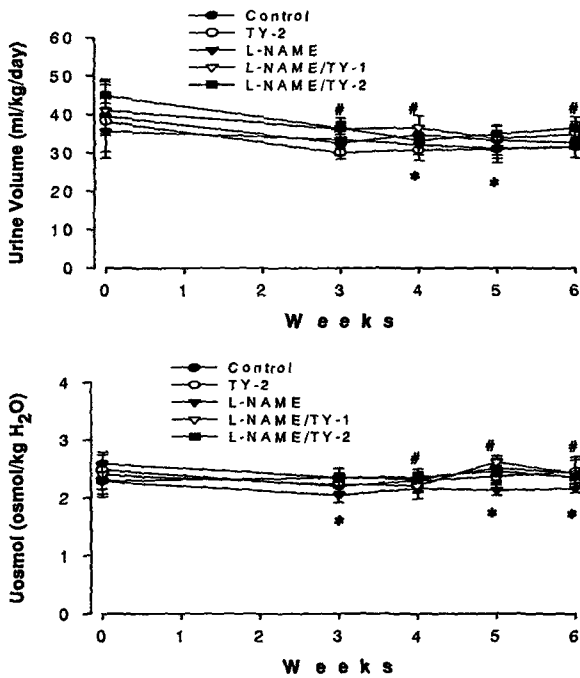 Control
TY-2
L-NAME
L-NAME/TY-1
L-NAME/TY-2
Urine Volume (ml/kg/day)
60
50
40
30
20
10
0
# # #
* *
0 1 2 3 4 5 6
Weeks
Control
TY-2
L-NAME
L-NAME/TY-1
L-NAME/TY-2
Uosmol (osmol/kg H₂O)
4
3
2
1
0
# # #
* * *
0 1 2 3 4 5 6
Weeks